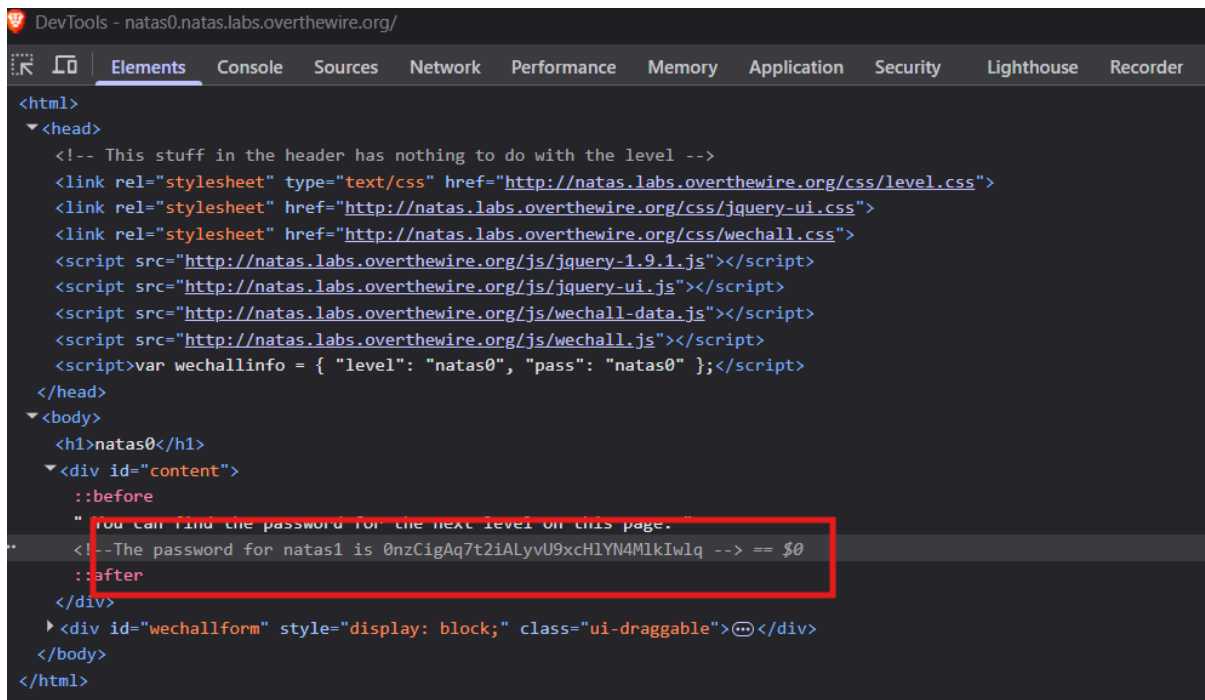 DevTools - natas0.natas.labs.overthewire.org/
Elements Console Sources Network Performance Memory Application Security Lighthouse Recorder
<html>
<head>
<!-- This stuff in the header has nothing to do with the level -->
<link rel="stylesheet" type="text/css" href="http://natas.labs.overthewire.org/css/level.css">
<link rel="stylesheet" href="http://natas.labs.overthewire.org/css/jquery-ui.css">
<link rel="stylesheet" href="http://natas.labs.overthewire.org/css/wechall.css">
<script src="http://natas.labs.overthewire.org/js/jquery-1.9.1.js"></script>
<script src="http://natas.labs.overthewire.org/js/jquery-ui.js"></script>
<script src="http://natas.labs.overthewire.org/js/wechall-data.js"></script>
<script src="http://natas.labs.overthewire.org/js/wechall.js"></script>
<script>var wechallinfo = { "level": "natas0", "pass": "natas0" };</script>
</head>
<body>
<h1>natas0</h1>
<div id="content">
::before
" You can find the password for the next level on this page. "
<!--The password for natas1 is 0nzCigAq7t2iALyvU9xcHlYN4MlkIwlq --> == $0
::after
</div>
<div id="wechallform" style="display: block;" class="ui-draggable">…</div>
</body>
</html>